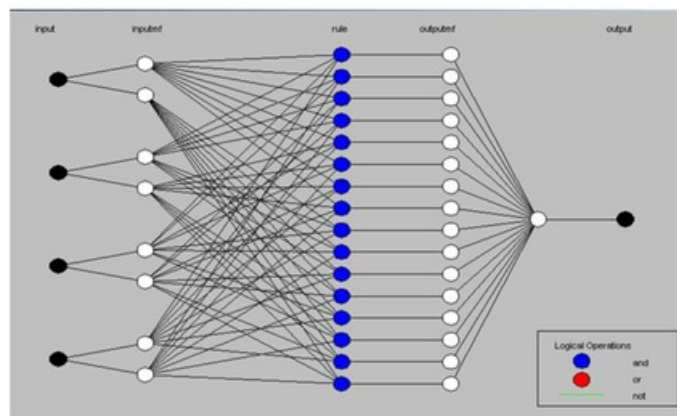 input inputmf rule outputmf output
Logical Operations
and
or
not